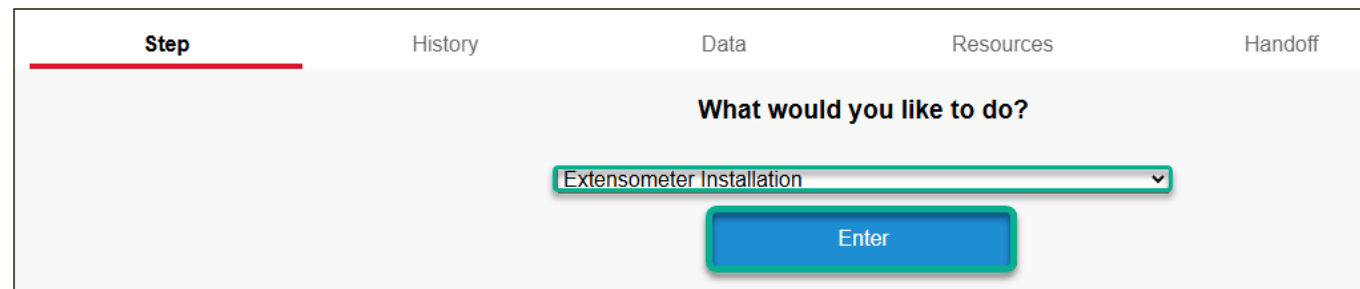 Step History Data Resources Handoff
What would you like to do?
Extensometer Installation
Enter